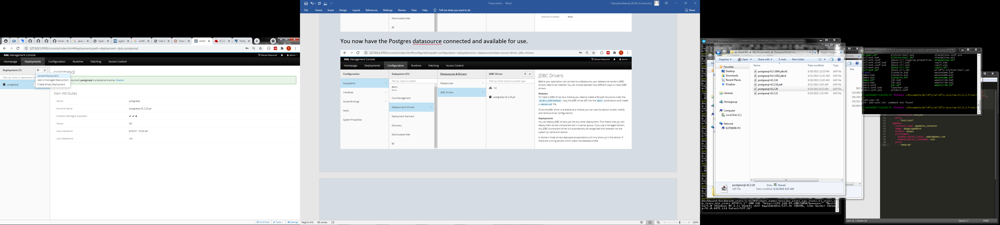 tonda
java c
Open
pgAd
wildfly
Use P
How t
elite8
6.7.2.
Postg
127.0.0.1:9990/console/index.html#deployments;path=deployment~dply-postgresql
HAL Management Console
Reload Required
admin
Homepage Deployments Configuration Runtime Patching Access Control
Deployment (1)
postgresql
Filter by: name or deployment st
Upload Deployment
Add Unmanaged Deployment
Create Empty Deployment
postgresql
ployment postgresql is enabled and active. Disable
Main Attributes
Name: postgresql
Runtime Name: postgresql-42.2.20.jar
Enabled, Managed, Exploded:
Status: OK
Last enabled at: 6/25/21, 10:34 AM
Last disabled at: n/a
3.3.6.Final Tools Settings
Tools sshots - Word
Oduyela,Adetunji (ACN) (Contractor)
File Home Insert Design Layout References Mailings Review View Help Tell me what you want to do
Share
Distributable Web
EE
Statistics Enabled: false
You now have the Postgres datasource connected and available for use.
127.0.0.1:9990/console/index.html#configuration;path=configuration~subsystems!css~datasources!data-source-driver~jdbc-drivers
HAL Management Console
Reload Required
admin
Homepage Deployments Configuration Runtime Patching Access Control
Configuration
Subsystems
Interfaces
Socket Bindings
Paths
System Properties
Subsystem (31)
Filter by: name or subtitle
Batch
JBeret
Core Management
Datasources & Drivers
Deployment Scanners
Discovery
Distributable Web
EE
Datasources & Drivers
Datasources
JDBC Drivers
JDBC Driver
Filter by: driver name or provider type
h2
postgresql-42.2.20.jar
JDBC Drivers
Before your application can connect to a datasource, your datasource vendor's JDBC
drivers need to be installed. You can choose between two different ways to install JDBC
drivers:
Modules
To install a JDBC driver as a module you need to create a file path structure under the
WILDFLY_HOME/modules , copy the JDBC driver JAR into the main/ subdirectory and create
a module.xml file.
Once the JDBC driver is available as a module you can use this section to add, modify
and remove driver configurations.
Deployments
You can deploy JDBC drivers just like any other deployment. This means that you can
deploy them across multiple servers in a server group, if you use a managed domain.
Any JDBC 4-compliant driver will automatically be recognized and installed into the
system by name and version.
In domain mode drivers deployed as applications will only show up in this section if
there are running servers which match the selected profile.
Page 6 of 6 89 words
210%
MINGW64:/c/Users/Elite8300/Documents/CNRefactory/ACNMercury/PostgresPgAdmin
Elite8300 My Documents PostgresSQLDrivers
Search Postgre...
Organize Open Share with E-mail New folder
Favorites
Desktop
Downloads
Recent Places
Dropbox
Libraries
Homegroup
Computer
Local Disk (C:)
Network
ELITE8300-PC
Name Date modified Type
postgresql-9.2-1004.jdbc41 6/18/2021 12:15 PM JAR File
postgresql-9.4-1202.jdbc4 6/21/2021 11:31 AM JAR File
postgresql-42.2.16 6/18/2021 11:20 AM JAR File
postgresql-42.2.18.jre6 6/21/2021 4:54 AM JAR File
postgresql-42.2.20 6/25/2021 9:23 AM JAR File
postgresql-42.2.22 6/18/2021 1:43 PM JAR File
postgresql-42.2.20 State: Shared
JAR File Date modified: 6/25/2021 9:23 AM
dashboard/dashboard_stats/1/16384?chart_names=session_stats,tps_stats,ti_stats,t
o_stats,bio_stats HTTP/1.1" 200 246 "http://192.168.99.100:5050/browser/" "Mozil
la/5.0 (Windows NT 6.1; Win64; x64) AppleWebKit/537.36 (KHTML, like Gecko) Chrom
e/91.0.4472.114 Safari/537.36"
Size
982 K
130,486 K
166,106 K
250,501 K
204,804 K
MINGW64:/c/Users/Elite8300/Documents/Wildfly/wildfly-preview-23.0.2.Final/bin
dd-user.sh* elytron-tool.ps1 standalone.conf.ps1
pclient.bat elytron-tool.sh* standalone.ps1
pclient.conf jboss-cli-logging.properties standalone.sh*
pclient.conf.bat jboss-cli.bat vault.bat
pclient.conf.ps1 jboss-cli.ps1 vault.ps1
pclient.ps1 jboss-cli.sh* vault.sh*
pclient.sh* jboss-cli.xml wildfly-elytron-tool.jar
ient/ jconsole.bat wsconsume.bat
mmon.bat jconsole.ps1 wsconsume.ps1
mmon.ps1 jconsole.sh* wsconsume.sh*
mmon.sh jdr.bat wsprovide.bat
main.bat jdr.ps1 wsprovide.ps1
main.conf jdr.sh* wsprovide.sh*
main.conf.ps1 launcher.jar
product.conf
lite8300@Elite8300-PC MINGW64 ~/Documents/Wildfly/wildfly-preview-23.0.2.Final/
add-user.sh
sh: add-user.sh: command not found
lite8300@Elite8300-PC MINGW64 ~/Documents/Wildfly/wildfly-preview-23.0.2.Final/
11 ports:
12 - "5432:5432"
13 pgadmin:
14 container_name: pgadmin4_container
15 image: dpage/pgadmin4
16 restart: always
17 environment:
18 PGADMIN_DEFAULT_EMAIL: admin@admin.com
19 PGADMIN_DEFAULT_PASSWORD: root
20 ports:
21 - "5050:80"
Line 21, Column 18 Spaces: 2 YAML